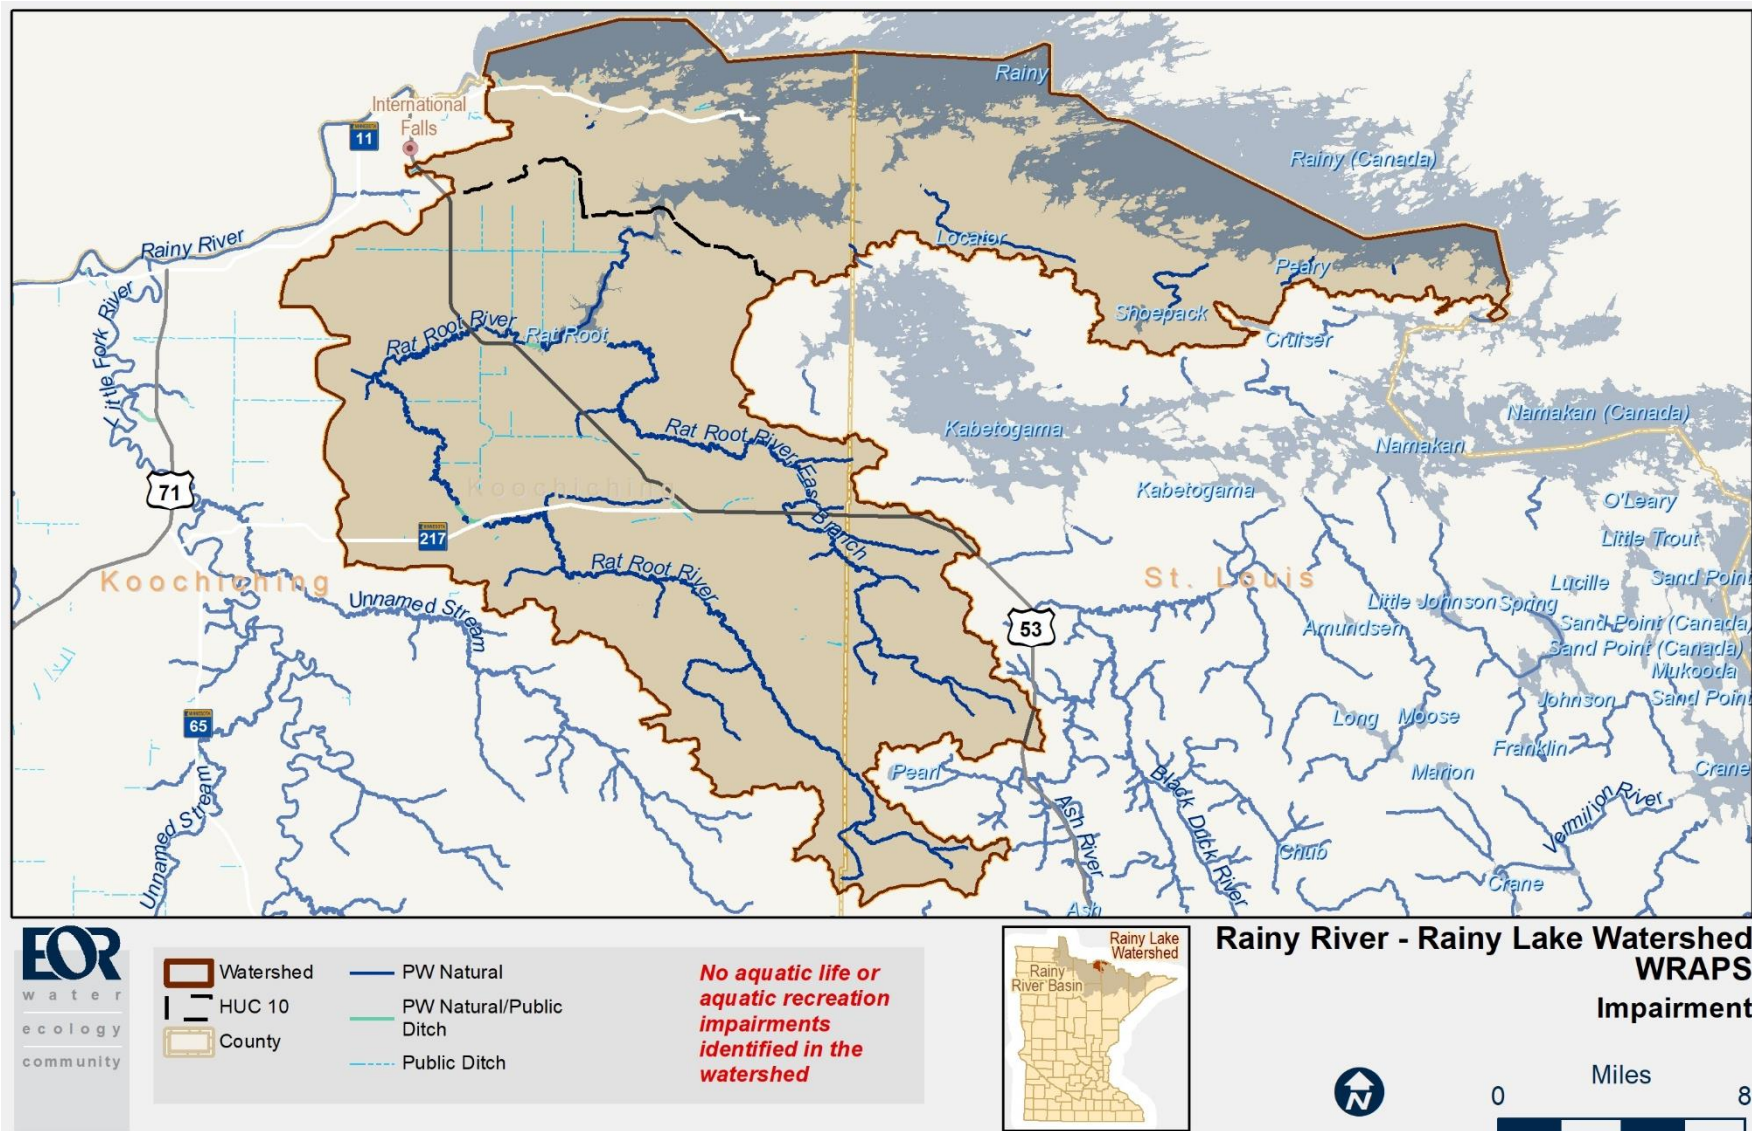 Rainy
International
Falls
11
Rainy (Canada)
Rainy River
Locator
Peary
Little Fork River
Shoepack
Rat Root River
Rat Root
Cruiser
Namakan (Canada)
Kabetogama
Rat Root River, East Branch
Namakan
Koochiching
Kabetogama
71
O'Leary
217
Little Trout
Koochiching
Rat Root River
St. Louis
Lucille
Sand Point
Unnamed Stream
Little Johnson
Spring
53
Amundsen
Sand Point (Canada)
Sand Point (Canada)
Mukooda
Johnson
Sand Point
65
Long
Moose
Franklin
Pearl
Marion
Crane
Unnamed Stream
Ash River
Black Duck River
Vermilion River
Chub
Crane
Ash
EOR
water
ecology
community
Watershed
HUC 10
County
PW Natural
PW Natural/Public
Ditch
Public Ditch
No aquatic life or
aquatic recreation
impairments
identified in the
watershed
Rainy Lake
Watershed
Rainy
River Basin
Rainy River - Rainy Lake Watershed
WRAPS
Impairment
N
Miles
0 8